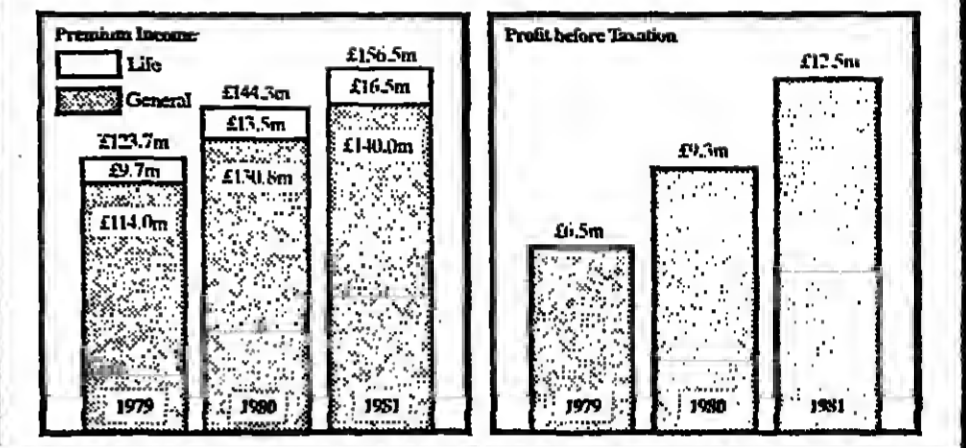 Premium Income
Life
General
£123.7m
£9.7m
£114.0m
1979
£144.3m
£13.5m
£130.8m
1980
£156.5m
£16.5m
£140.0m
1981
Profit before Taxation
£6.5m
1979
£9.3m
1980
£12.5m
1981